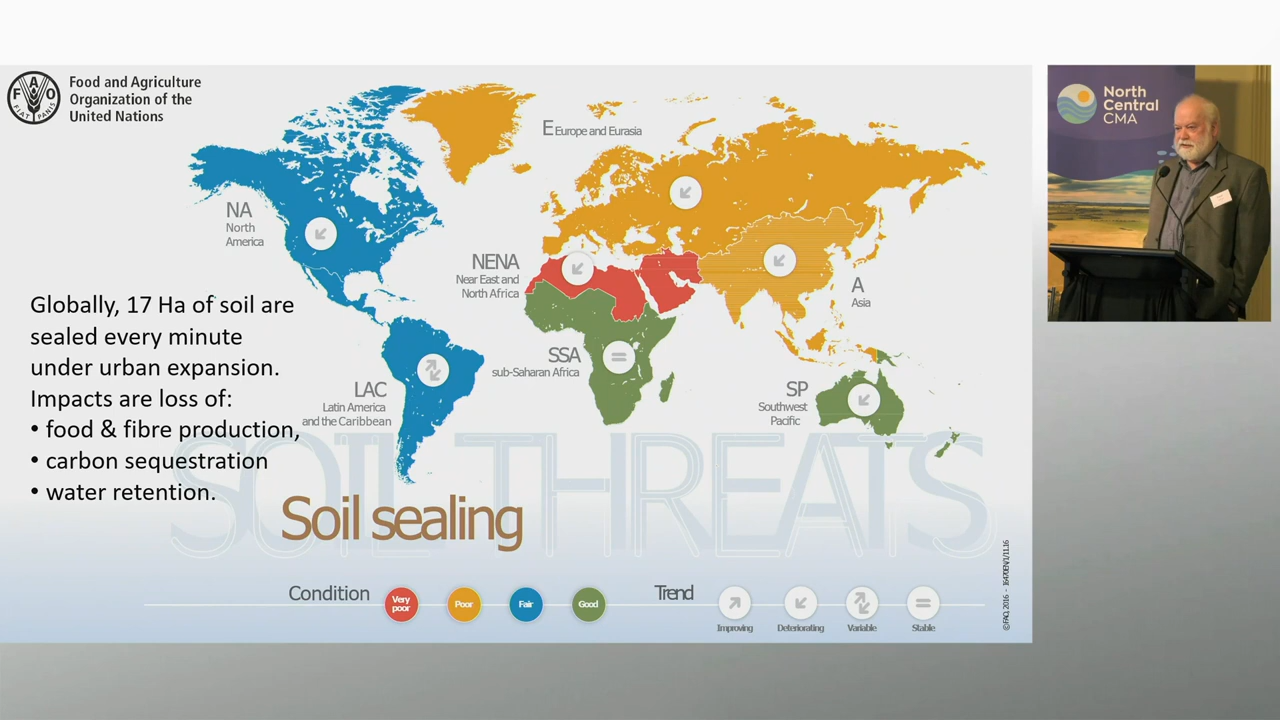 Food and Agriculture
Organization of the
United Nations
F A O
FIAT PANIS
North
Central
CMA
E Europe and Eurasia
NA
North
America
NENA
Near East and
North Africa
A
Asia
Globally, 17 Ha of soil are
sealed every minute
under urban expansion.
Impacts are loss of:
• food & fibre production,
• carbon sequestration
• water retention.
SSA
sub-Saharan Africa
LAC
Latin America
and the Caribbean
SP
Southwest
Pacific
SOIL THREATS
Soil sealing
Condition
Very
poor
Poor
Fair
Good
Trend
Improving
Deteriorating
Variable
Stable
©FAO, 2016